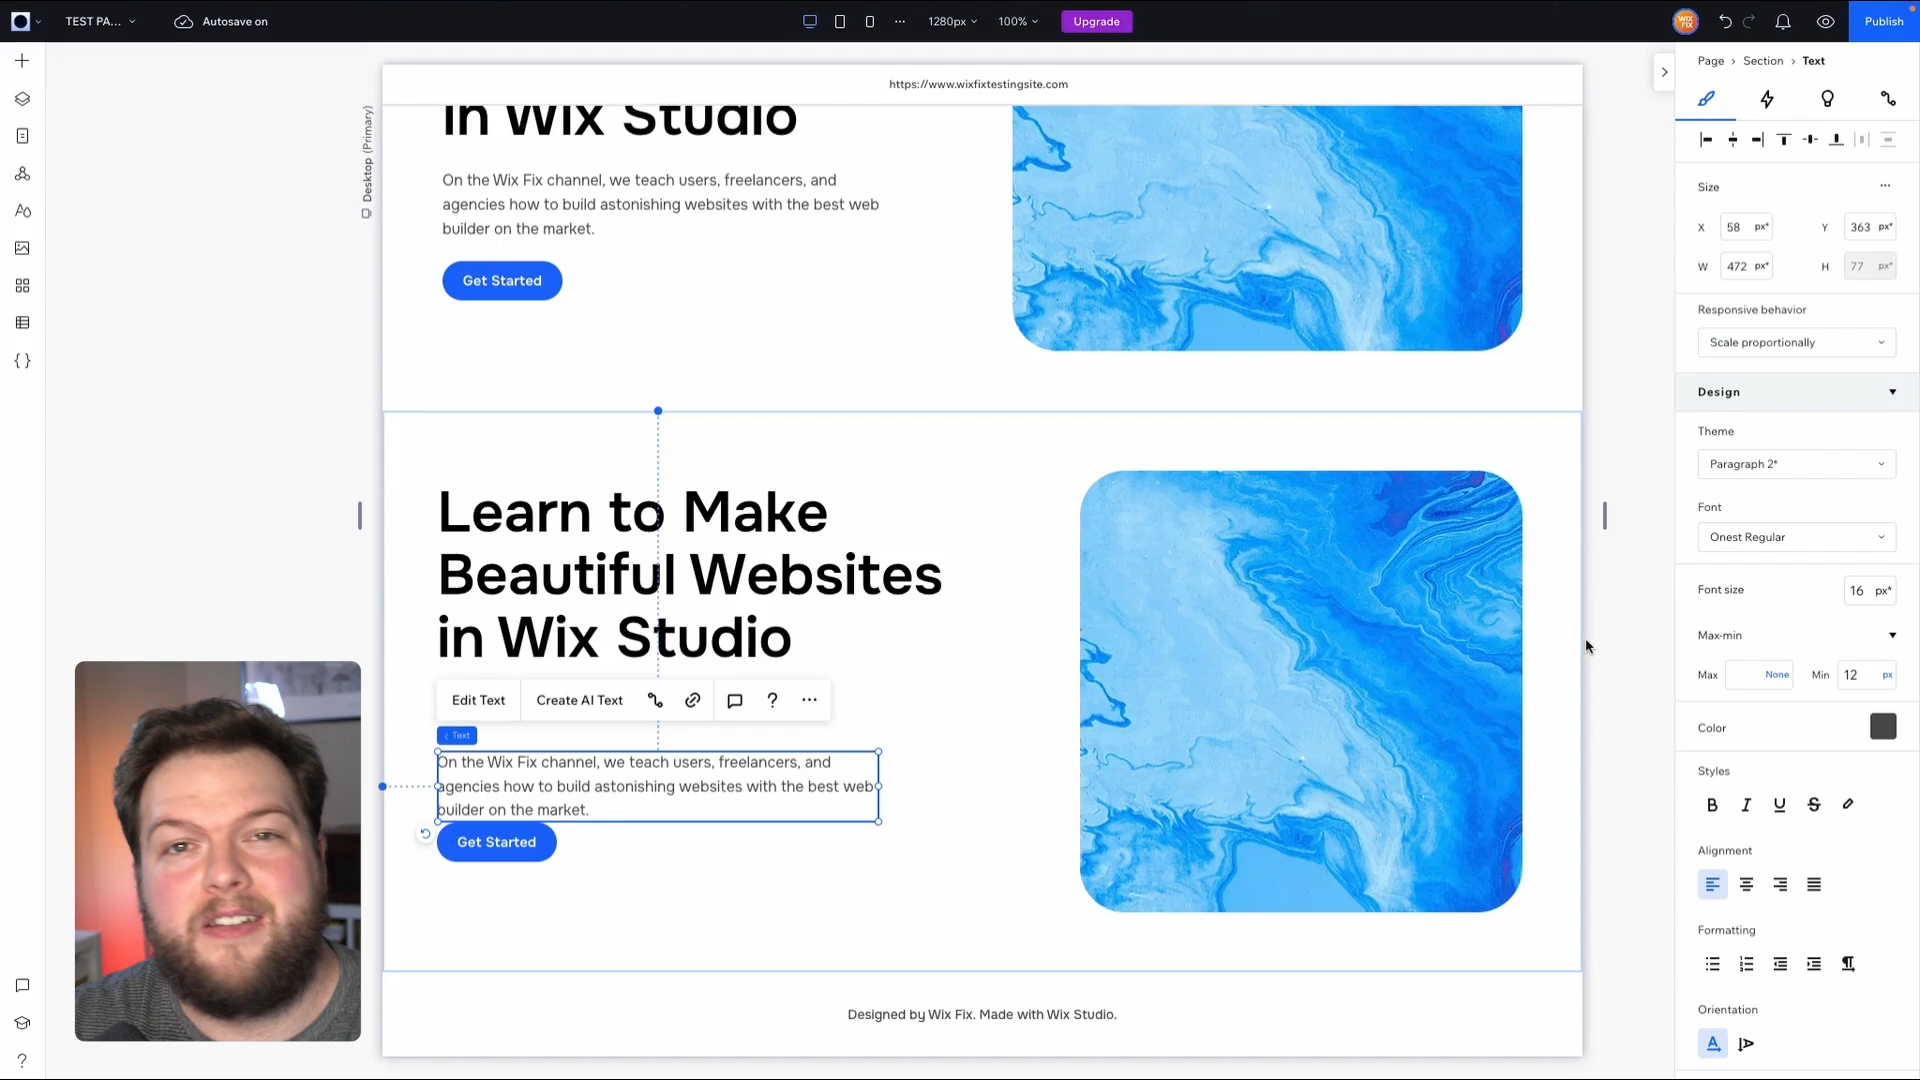 TEST PA...
Autosave on
1280px
100%
Upgrade
WIX
FIX
Publish
https://www.wixfixtestingsite.com
Desktop (Primary)
in Wix Studio
On the Wix Fix channel, we teach users, freelancers, and
agencies how to build astonishing websites with the best web
builder on the market.
Get Started
Learn to Make
Beautiful Websites
in Wix Studio
Edit Text
Create AI Text
?
...
< Text
On the Wix Fix channel, we teach users, freelancers, and
agencies how to build astonishing websites with the best web
builder on the market.
Get Started
Designed by Wix Fix. Made with Wix Studio.
Page > Section > Text
Size
X 58 px* Y 363 px*
W 472 px* H 77 px*
Responsive behavior
Scale proportionally
Design
Theme
Paragraph 2*
Font
Onest Regular
Font size 16 px*
Max-min
Max None Min 12 px
Color
Styles
B I U S
Alignment
Formatting
Orientation
A